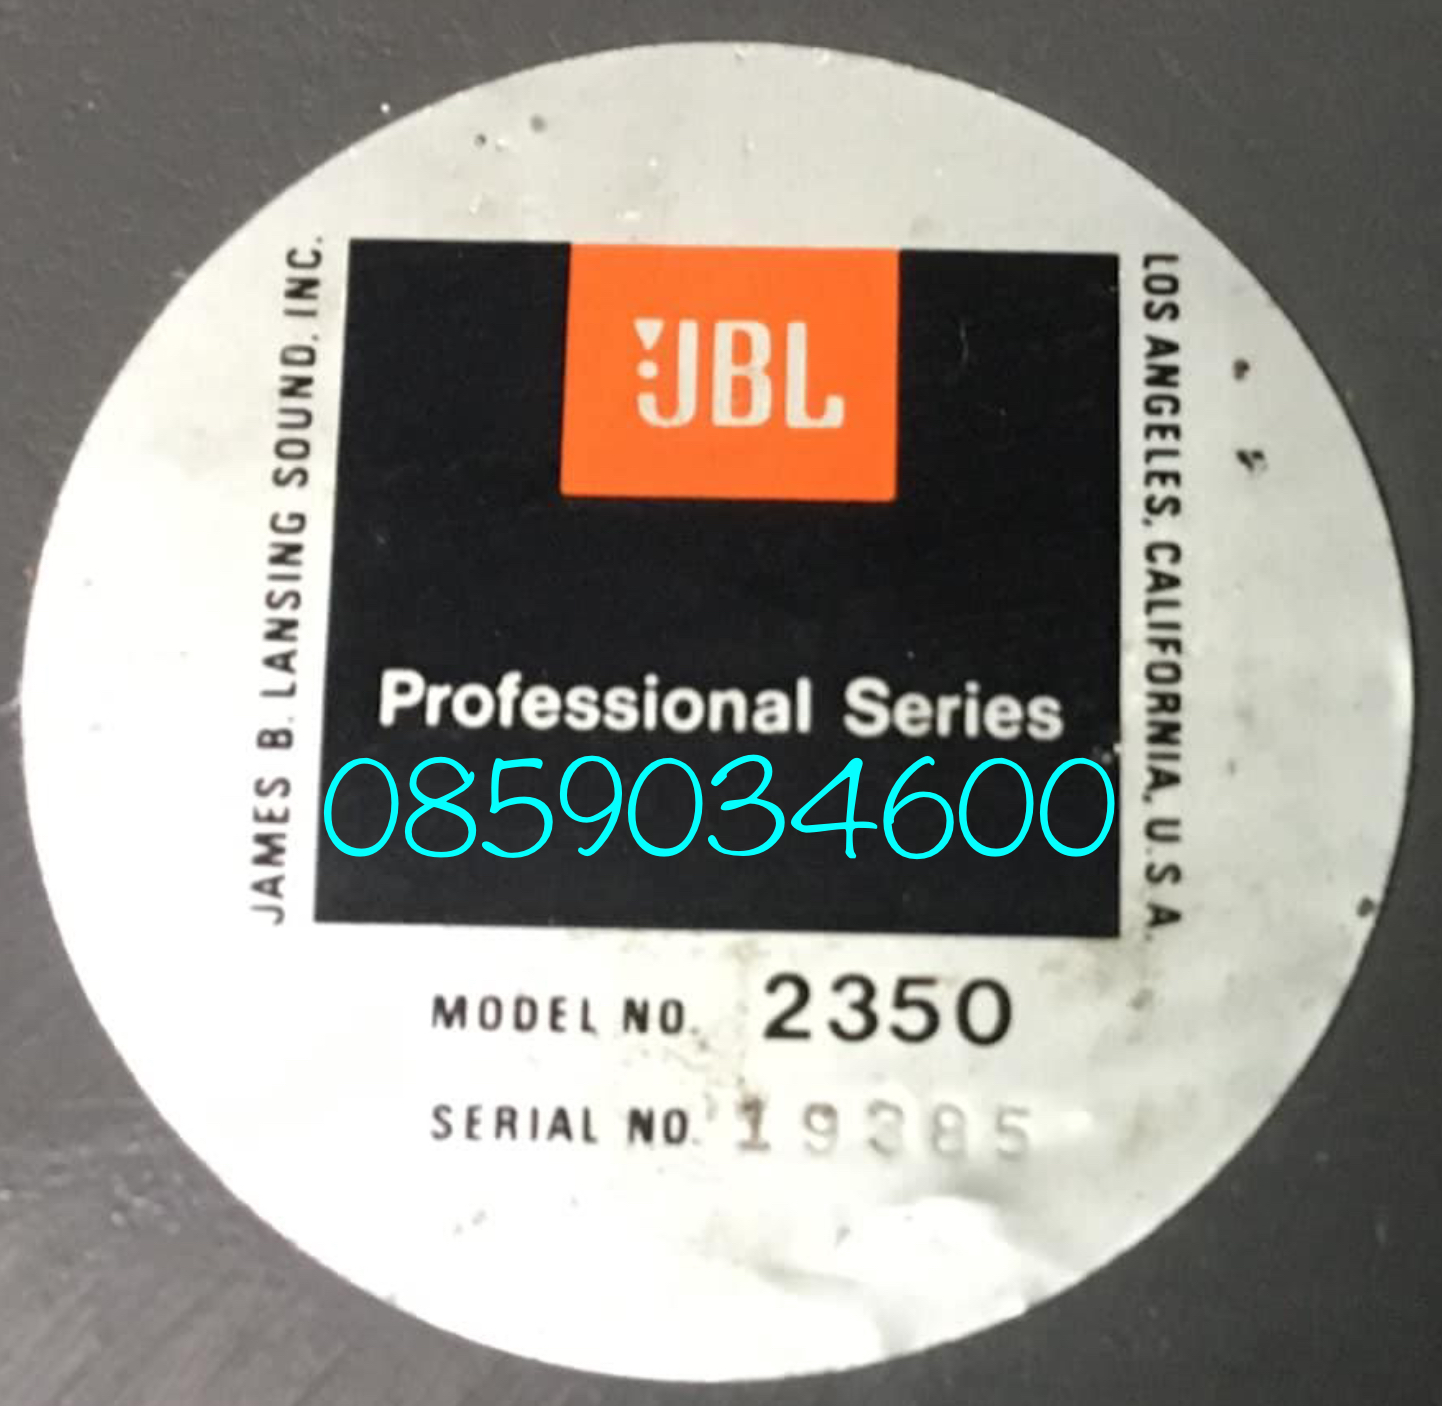 JAMES B. LANSING SOUND, INC.
JBL
Professional Series
0859034600
LOS ANGELES, CALIFORNIA, U.S.A.
MODEL NO. 2350
SERIAL NO. 19385